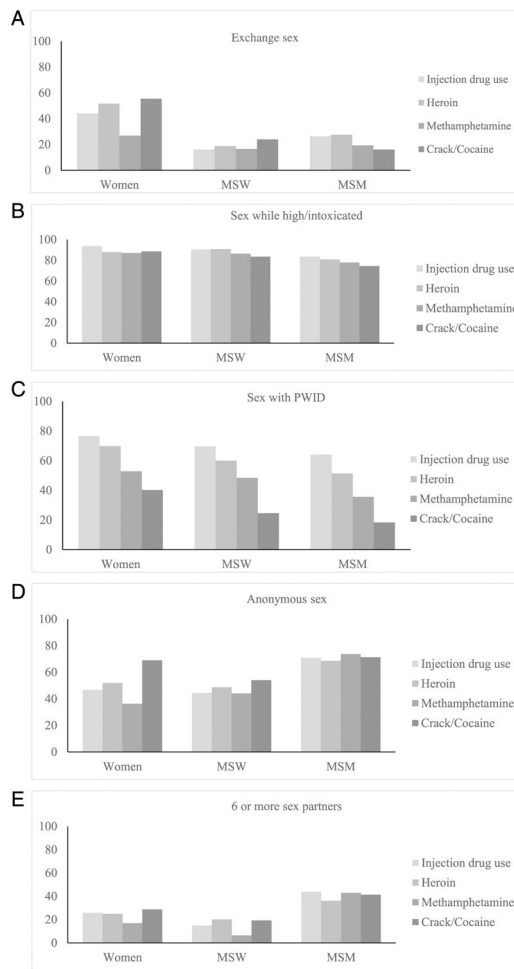 A
Exchange sex
100
80
60
40
20
0
Injection drug use
Heroin
Methamphetamine
Crack/Cocaine
Women MSW MSM
B
Sex while high/intoxicated
100
80
60
40
20
0
Injection drug use
Heroin
Methamphetamine
Crack/Cocaine
Women MSW MSM
C
Sex with PWID
100
80
60
40
20
0
Injection drug use
Heroin
Methamphetamine
Crack/Cocaine
Women MSW MSM
D
Anonymous sex
100
80
60
40
20
0
Injection drug use
Heroin
Methamphetamine
Crack/Cocaine
Women MSW MSM
E
6 or more sex partners
100
80
60
40
20
0
Injection drug use
Heroin
Methamphetamine
Crack/Cocaine
Women MSW MSM